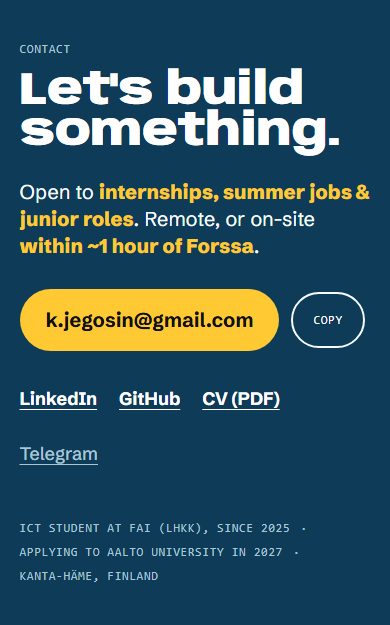 CONTACT
Let's build
something.
Open to internships, summer jobs &
junior roles. Remote, or on-site
within ~1 hour of Forssa.
k.jegosin@gmail.com COPY
LinkedIn GitHub CV (PDF)
Telegram
ICT STUDENT AT FAI (LHKK), SINCE 2025 ·
APPLYING TO AALTO UNIVERSITY IN 2027 ·
KANTA-HÄME, FINLAND